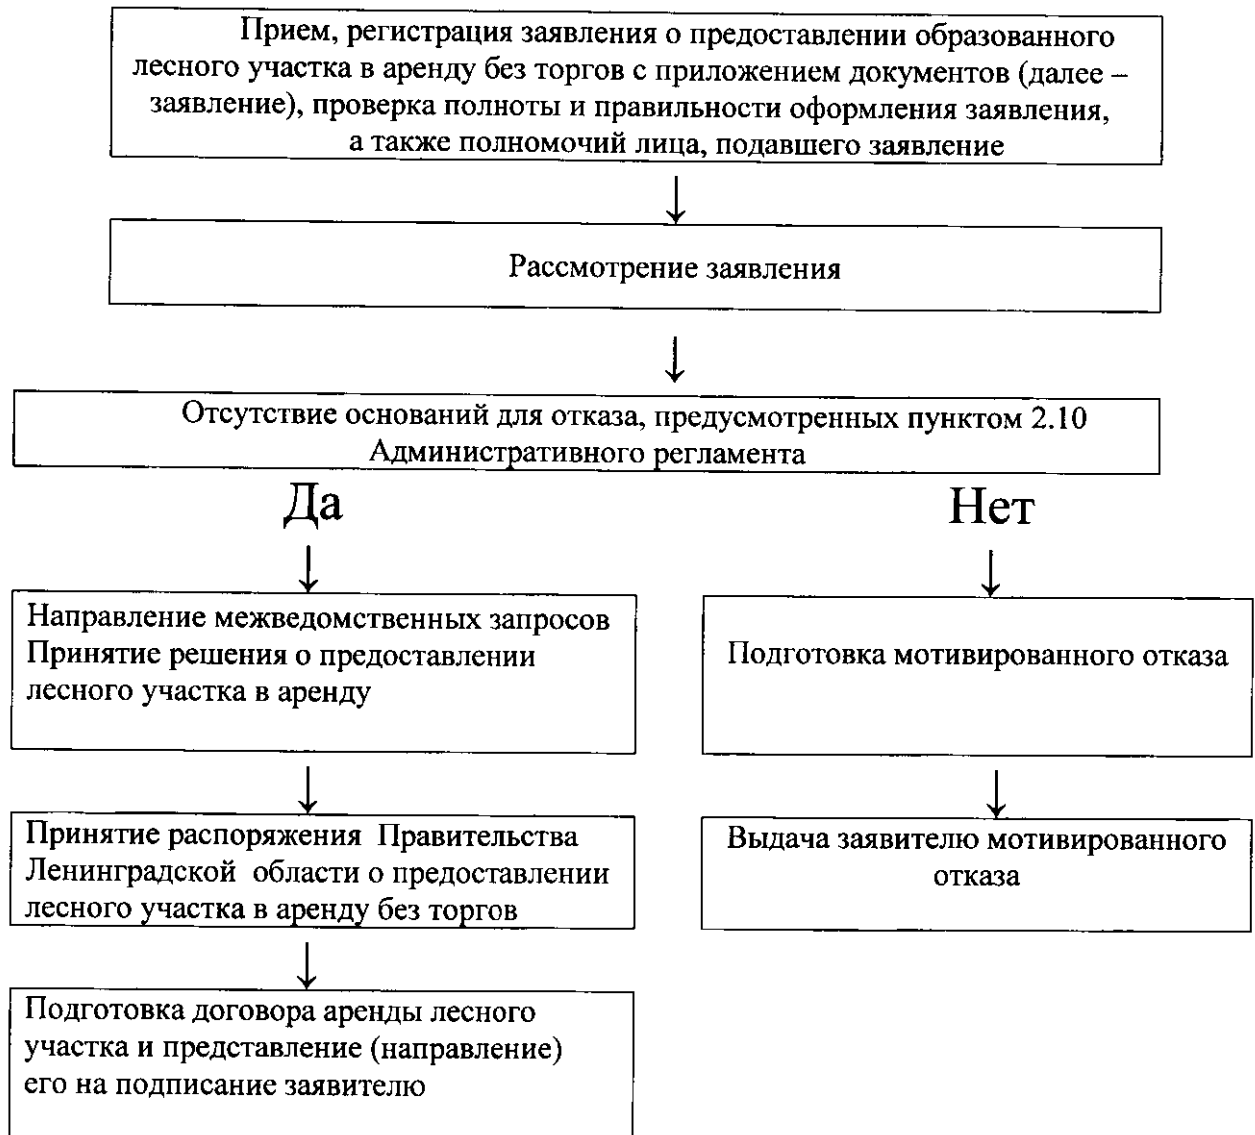 Прием, регистрация заявления о предоставлении образованного
лесного участка в аренду без торгов с приложением документов (далее –
заявление), проверка полноты и правильности оформления заявления,
а также полномочий лица, подавшего заявление
Рассмотрение заявления
Отсутствие оснований для отказа, предусмотренных пунктом 2.10
Административного регламента
Да
Нет
Направление межведомственных запросов
Принятие решения о предоставлении
лесного участка в аренду
Подготовка мотивированного отказа
Принятие распоряжения Правительства
Ленинградской области о предоставлении
лесного участка в аренду без торгов
Выдача заявителю мотивированного
отказа
Подготовка договора аренды лесного
участка и представление (направление)
его на подписание заявителю